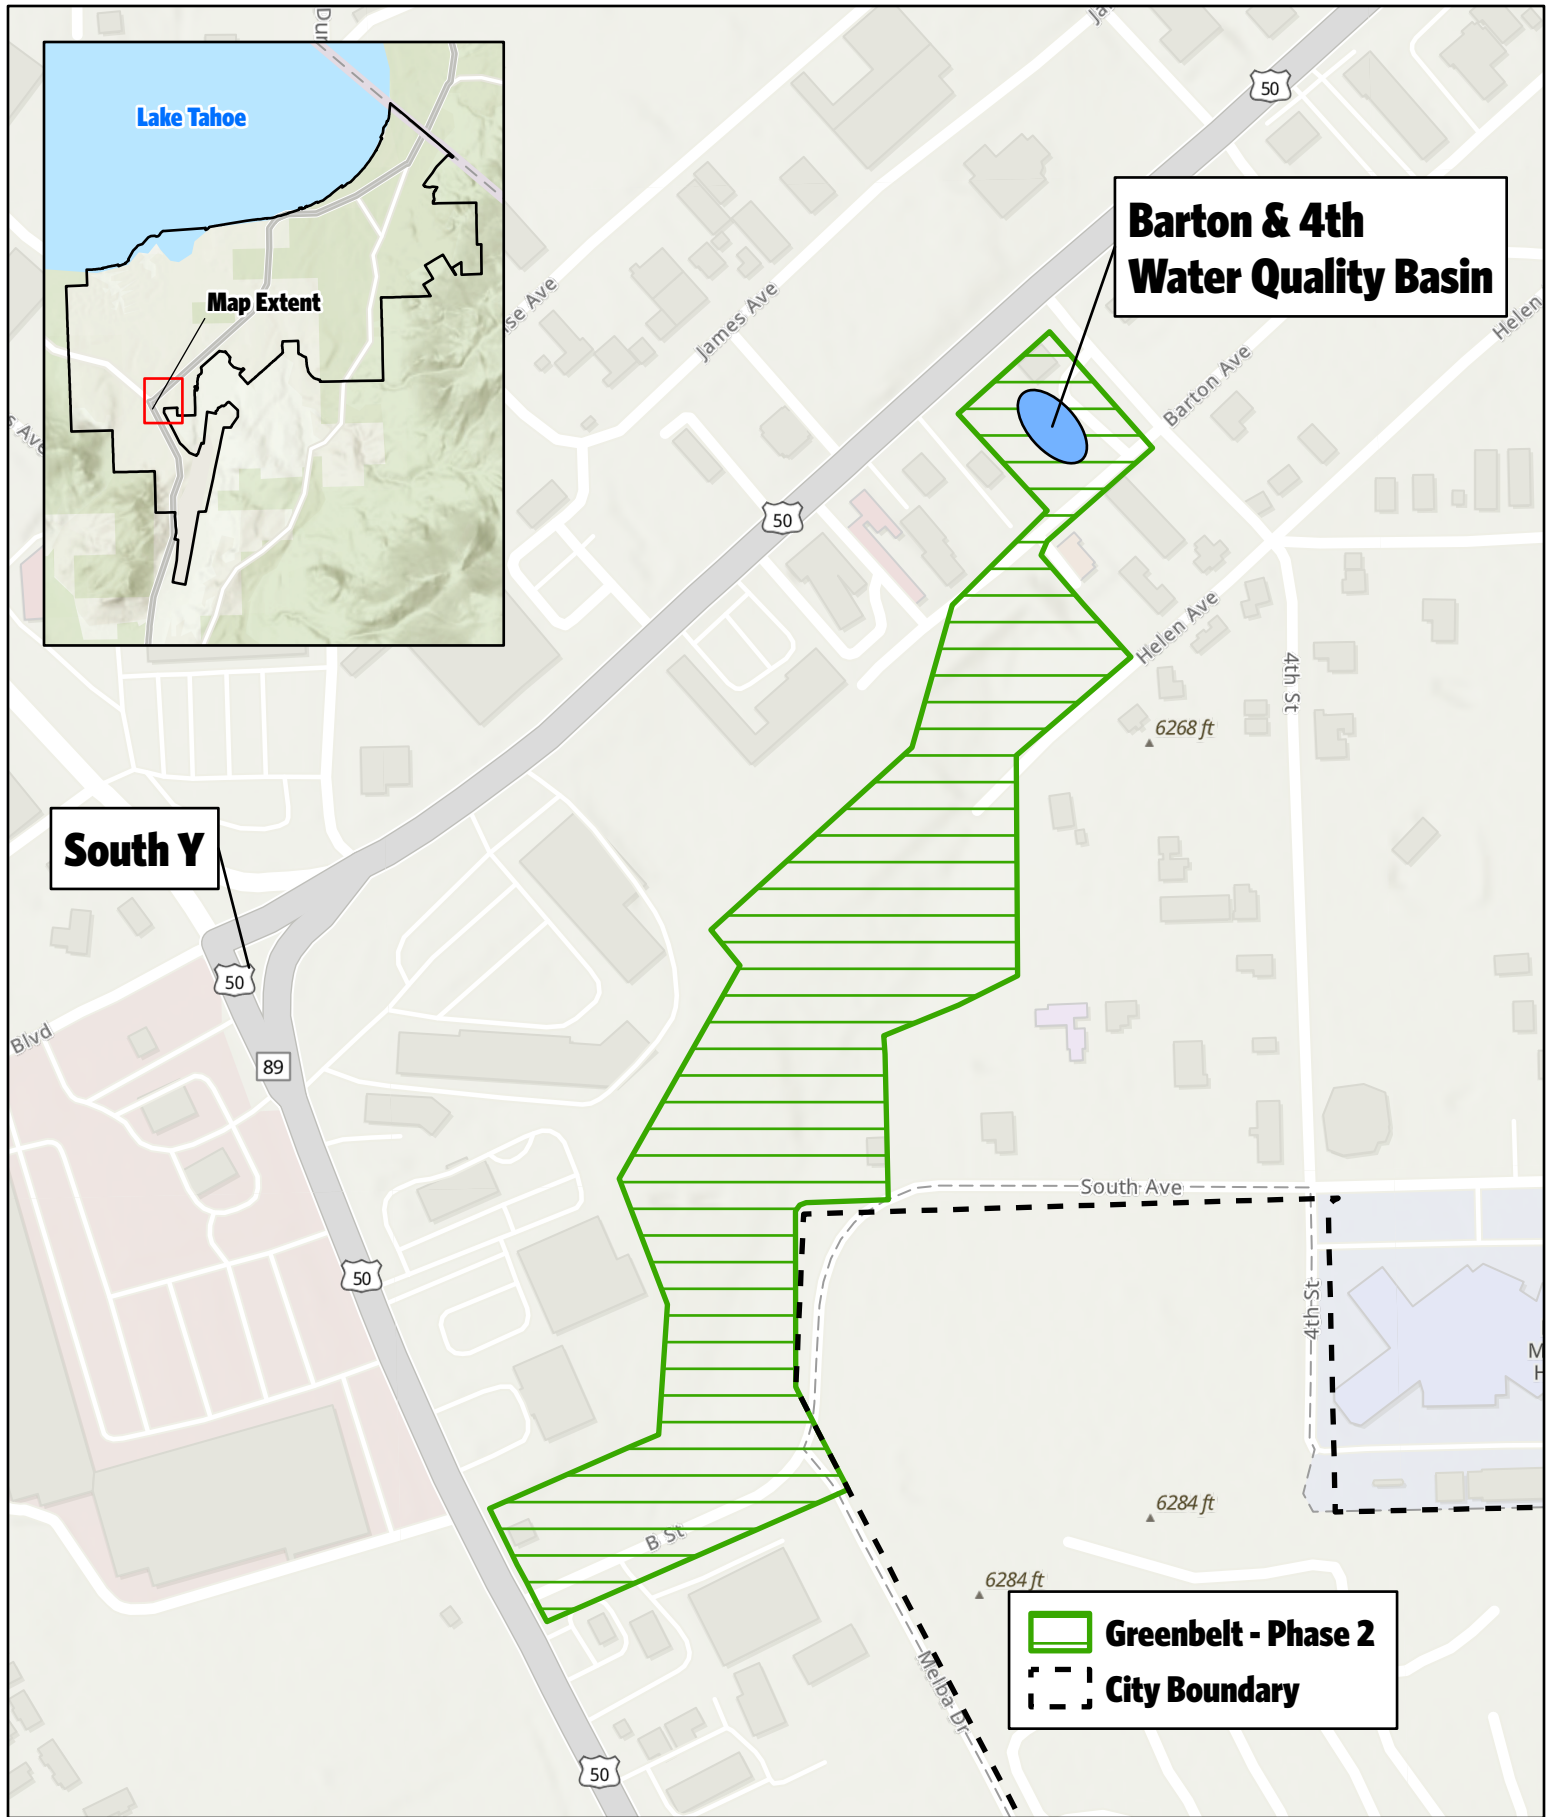 50
Lake Tahoe
Map Extent
Barton & 4th
Water Quality Basin
James Ave
Barton Ave
Helen
50
Helen Ave
4th St
6268 ft
South Y
50
Blvd
89
South Ave
50
4th St
6284 ft
B St
6284 ft
Greenbelt - Phase 2
City Boundary
Melba Dr
50